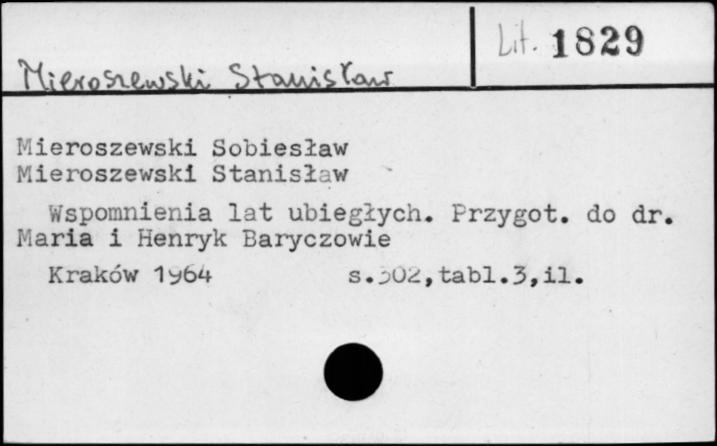 Lit. 1829
Mieroszewski Stanisław
Mieroszewski Sobiesław
Mieroszewski Stanisław
Wspomnienia lat ubiegłych. Przygot. do dr.
Maria i Henryk Baryczowie
Kraków 1964 s.302,tabl.3,il.